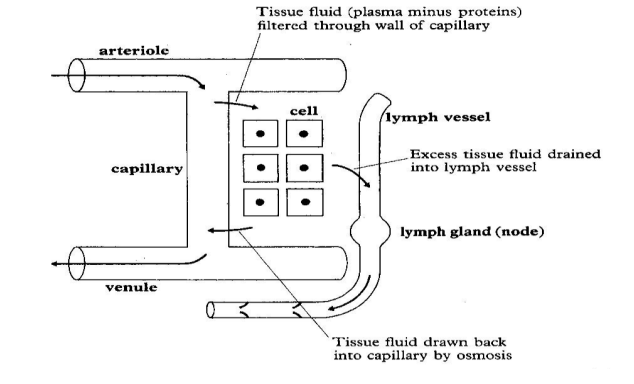 Tissue fluid (plasma minus proteins)
filtered through wall of capillary
arteriole
cell
lymph vessel
Excess tissue fluid drained
into lymph vessel
capillary
lymph gland (node)
venule
Tissue fluid drawn back
into capillary by osmosis